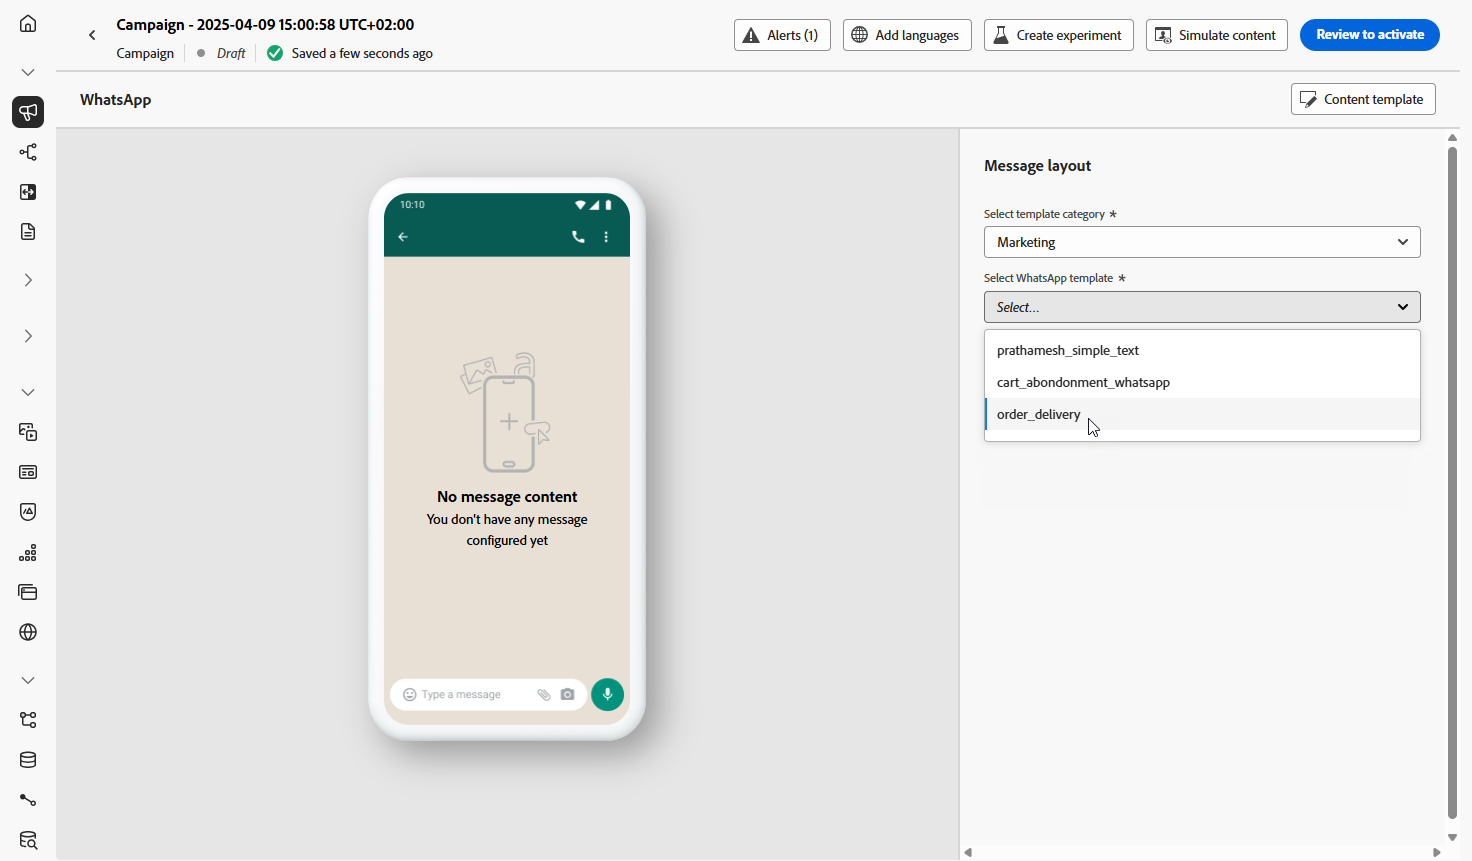 Campaign - 2025-04-09 15:00:58 UTC+02:00
Campaign
Draft
Saved a few seconds ago
Alerts (1)
Add languages
Create experiment
Simulate content
Review to activate
WhatsApp
Content template
10:10
No message content
You don't have any message
configured yet
Type a message
Message layout
Select template category *
Marketing
Select WhatsApp template *
Select...
prathamesh_simple_text
cart_abondonment_whatsapp
order_delivery